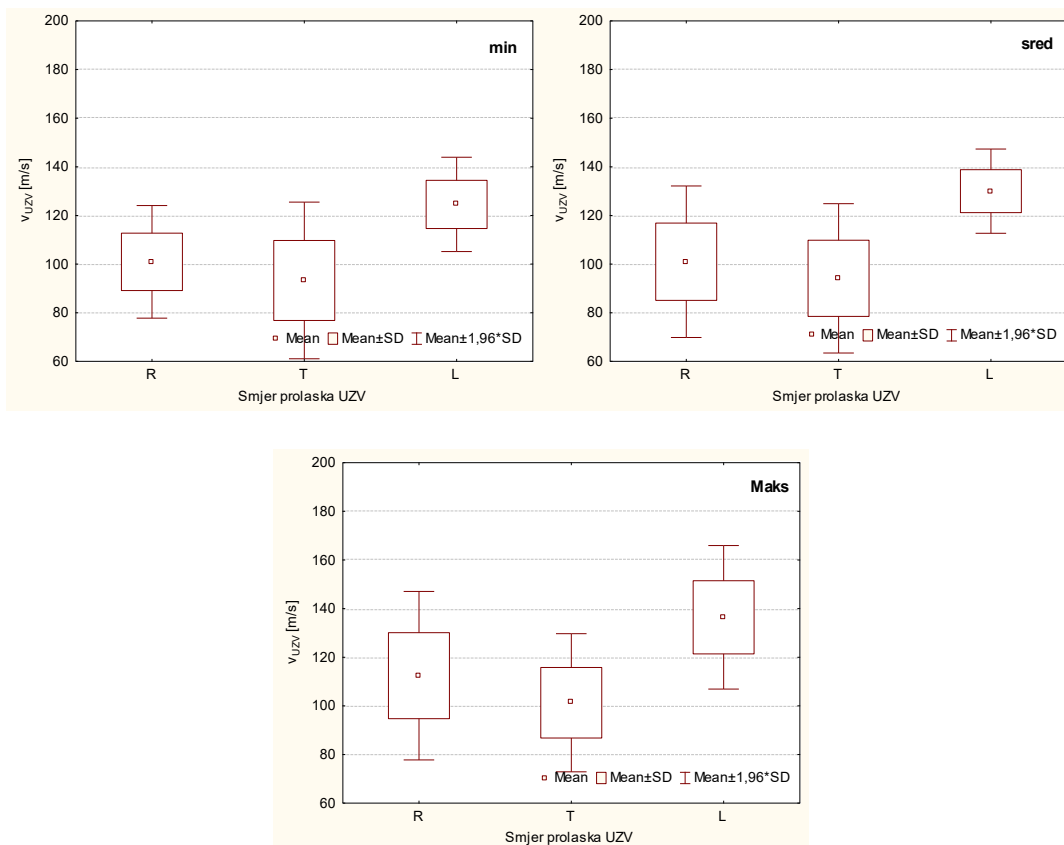 min
200
180
160
140
120
100
80
60
vUZV [m/s]
Mean Mean±SD Mean±1,96*SD
R T L
Smjer prolaska UZV
sred
200
180
160
140
120
100
80
60
vUZV [m/s]
Mean Mean±SD Mean±1,96*SD
R T L
Smjer prolaska UZV
Maks
200
180
160
140
120
100
80
60
vUZV [m/s]
Mean Mean±SD Mean±1,96*SD
R T L
Smjer prolaska UZV